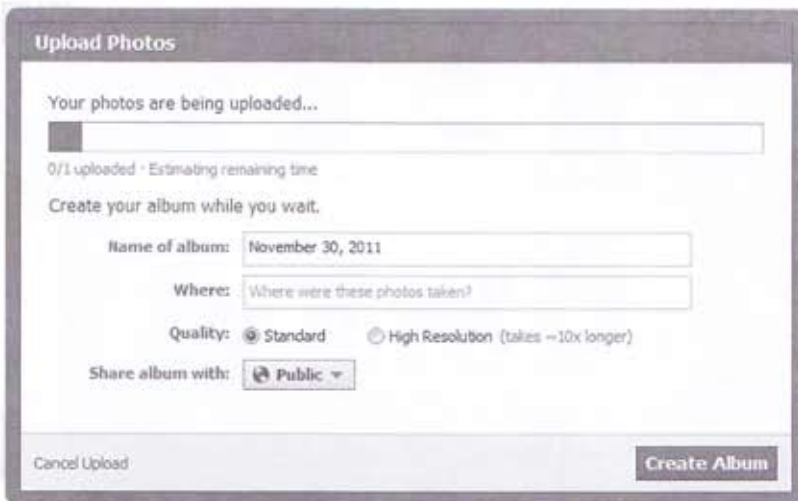 Upload Photos
Your photos are being uploaded...
0/1 uploaded · Estimating remaining time
Create your album while you wait.
Name of album: November 30, 2011
Where: Where were these photos taken?
Quality: Standard High Resolution (takes ~10x longer)
Share album with: Public
Cancel Upload Create Album